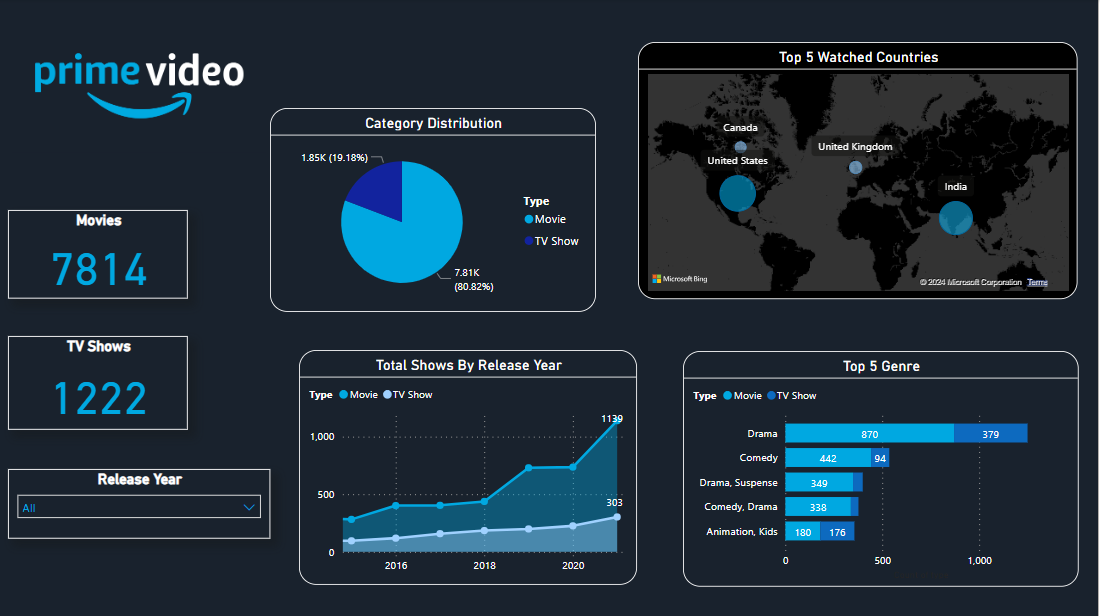 prime video
Movies
7814
TV Shows
1222
Release Year
All
Category Distribution
1.85K (19.18%)
7.81K
(80.82%)
Type
Movie
TV Show
Top 5 Watched Countries
Canada
United States
United Kingdom
India
Microsoft Bing
© 2024 Microsoft Corporation Terms
Total Shows By Release Year
Type Movie TV Show
1139
1,000
500
303
0
2016 2018 2020
Top 5 Genre
Type Movie TV Show
Drama 870 379
Comedy 442 94
Drama, Suspense 349
Comedy, Drama 338
Animation, Kids 180 176
0 500 1,000